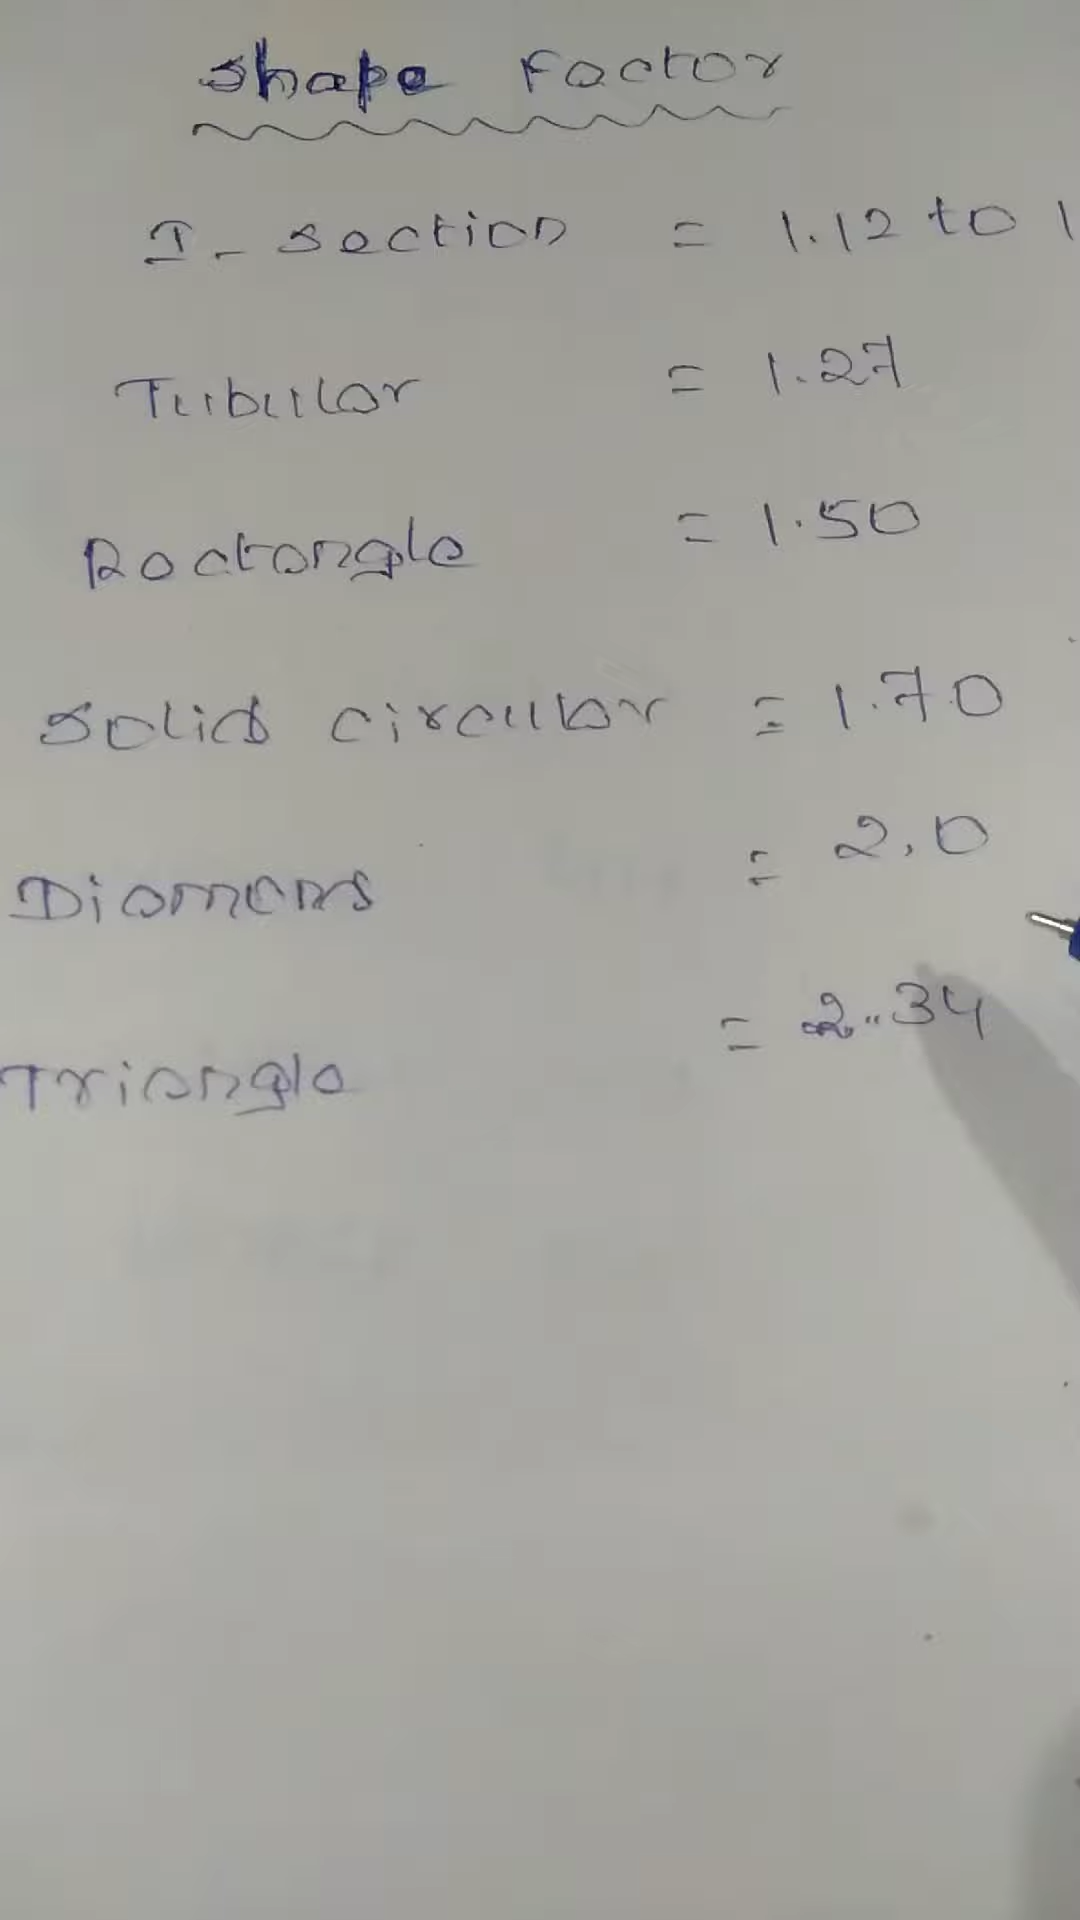 Shape Factor
I - section = 1.12 to 1
Tubular = 1.27
Rectangle = 1.50
Solid circular = 1.70
Diamond = 2.0
Triangle = 2.34